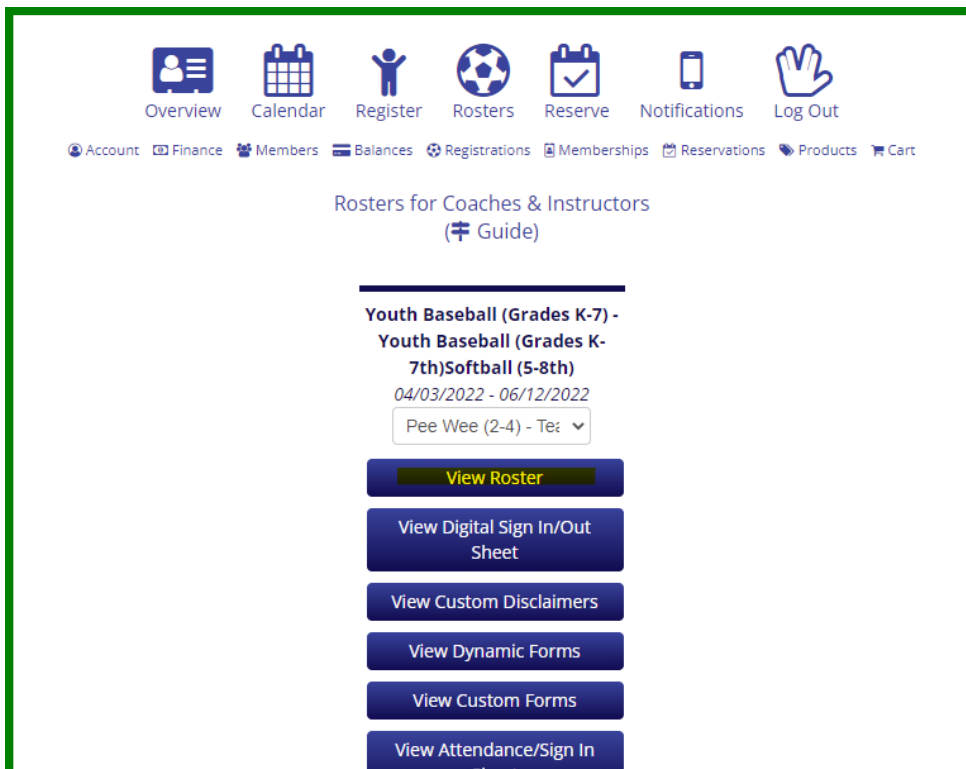 Overview Calendar Register Rosters Reserve Notifications Log Out
Account Finance Members Balances Registrations Memberships Reservations Products Cart
Rosters for Coaches & Instructors
( Guide)
Youth Baseball (Grades K-7) -
Youth Baseball (Grades K-
7th)Softball (5-8th)
04/03/2022 - 06/12/2022
Pee Wee (2-4) -
View Roster
View Digital Sign In/Out
Sheet
View Custom Disclaimers
View Dynamic Forms
View Custom Forms
View Attendance/Sign In